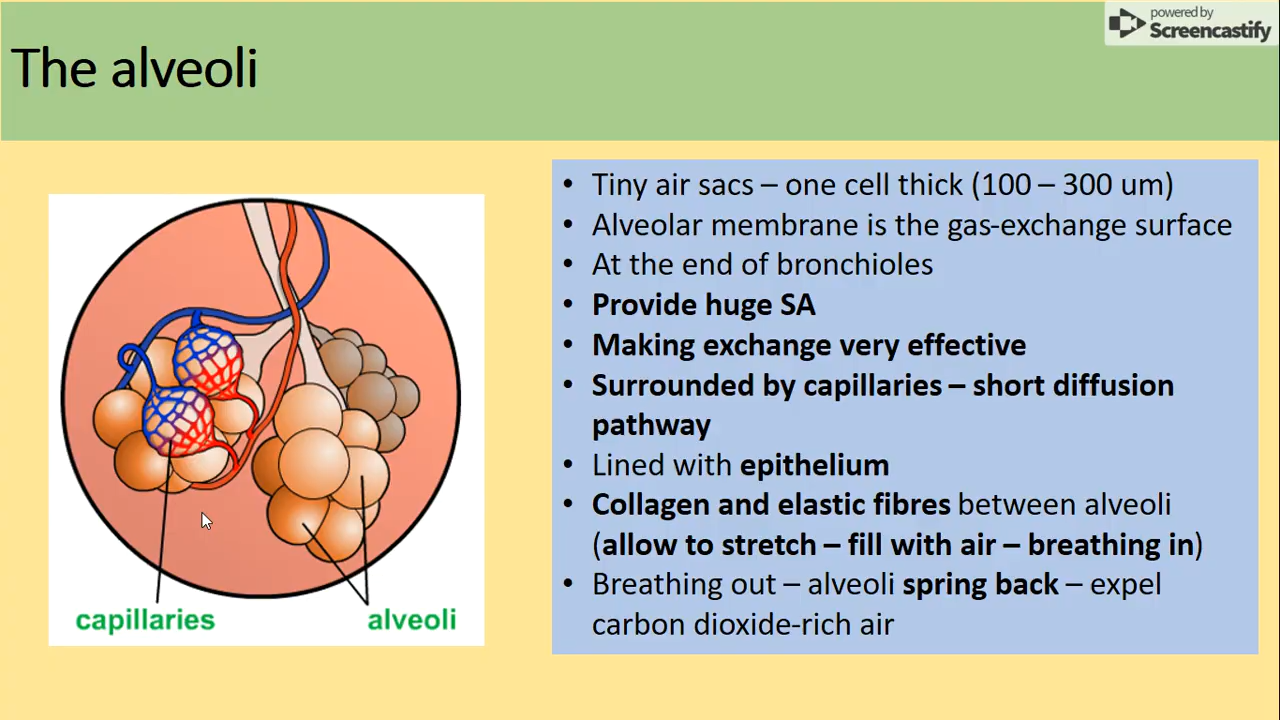 powered by
Screencastify
The alveoli
• Tiny air sacs – one cell thick (100 – 300 um)
• Alveolar membrane is the gas-exchange surface
• At the end of bronchioles
• Provide huge SA
• Making exchange very effective
• Surrounded by capillaries – short diffusion
pathway
• Lined with epithelium
• Collagen and elastic fibres between alveoli
(allow to stretch – fill with air – breathing in)
• Breathing out – alveoli spring back – expel
carbon dioxide-rich air
capillaries
alveoli